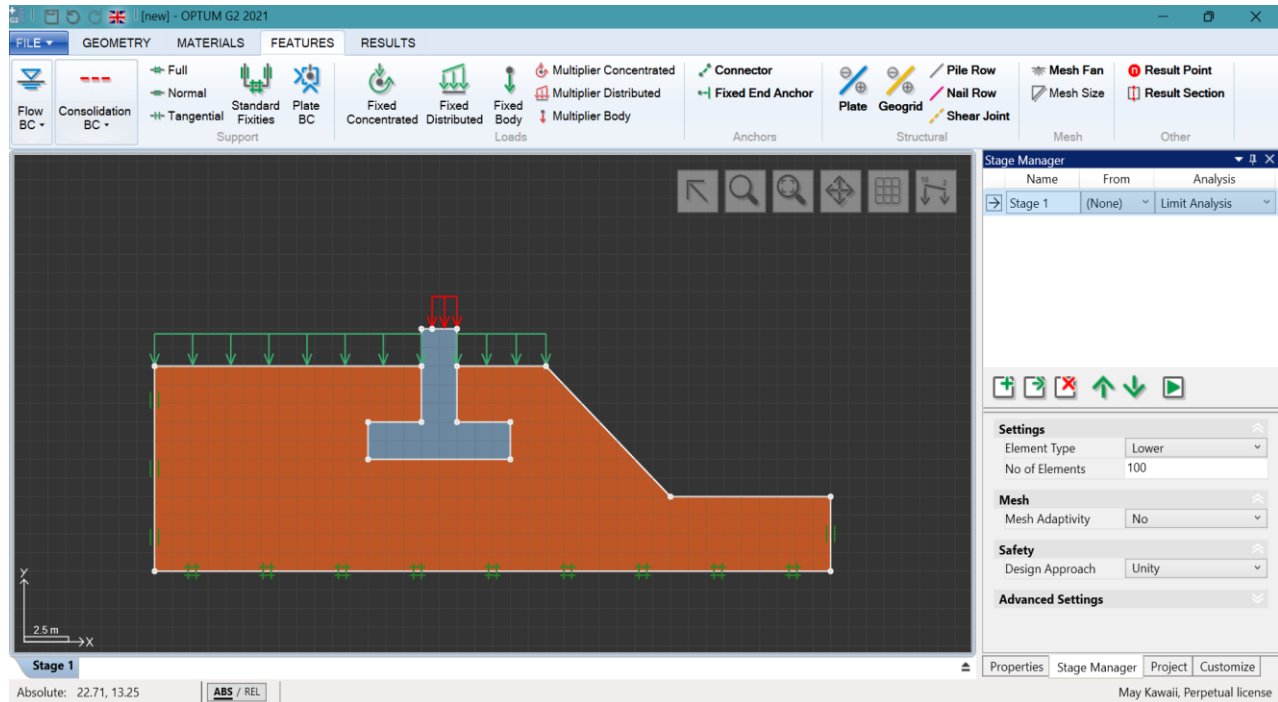 [new] - OPTUM G2 2021
FILE GEOMETRY MATERIALS FEATURES RESULTS
Flow BC
Consolidation BC
Full
Normal
Tangential
Standard Fixities
Plate BC
Support
Fixed Concentrated
Fixed Distributed
Fixed Body
Multiplier Concentrated
Multiplier Distributed
Multiplier Body
Loads
Connector
Fixed End Anchor
Anchors
Plate
Geogrid
Pile Row
Nail Row
Shear Joint
Structural
Mesh Fan
Mesh Size
Mesh
Result Point
Result Section
Other
Stage Manager
Name From Analysis
Stage 1 (None) Limit Analysis
Settings
Element Type Lower
No of Elements 100
Mesh
Mesh Adaptivity No
Safety
Design Approach Unity
Advanced Settings
Y
2.5 m
X
Stage 1
Properties Stage Manager Project Customize
Absolute: 22.71, 13.25 ABS / REL
May Kawaii, Perpetual license